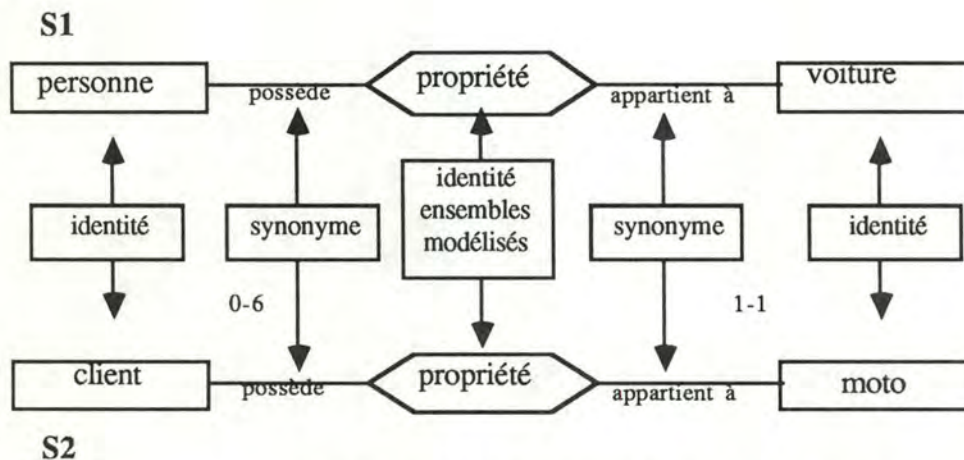 S1
personne
possède
propriété
appartient à
voiture
identité
synonyme
identité
ensembles
modélisés
synonyme
identité
0-6
1-1
client
possède
propriété
appartient à
moto
S2